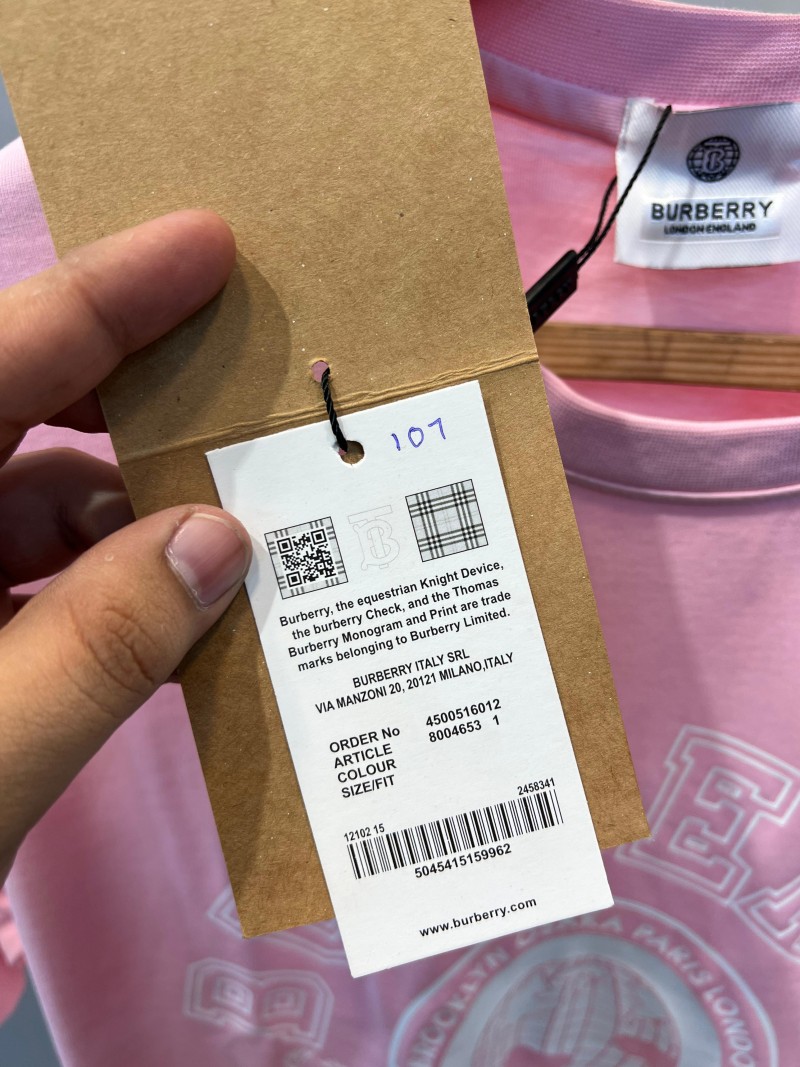 BURBERRY
LONDON ENGLAND
107
Burberry, the equestrian Knight Device,
the burberry Check, and the Thomas
Burberry Monogram and Print are trade
marks belonging to Burberry Limited.
BURBERRY ITALY SRL
VIA MANZONI 20, 20121 MILANO,ITALY
ORDER No 4500516012
ARTICLE 8004653 1
COLOUR
SIZE/FIT
12102 15 2458341
5045415159962
www.burberry.com
PARIS LONDO